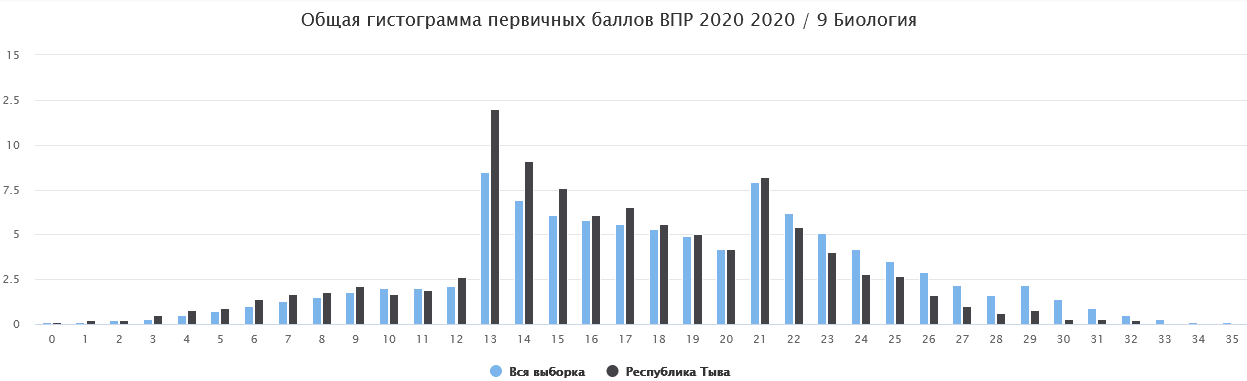 Общая гистограмма первичных баллов ВПР 2020 2020 / 9 Биология
15
2.5
10
7.5
5
2.5
0
0 1 2 3 4 5 6 7 8 9 10 11 12 13 14 15 16 17 18 19 20 21 22 23 24 25 26 27 28 29 30 31 32 33 34 35
Вся выборка Республика Тыва